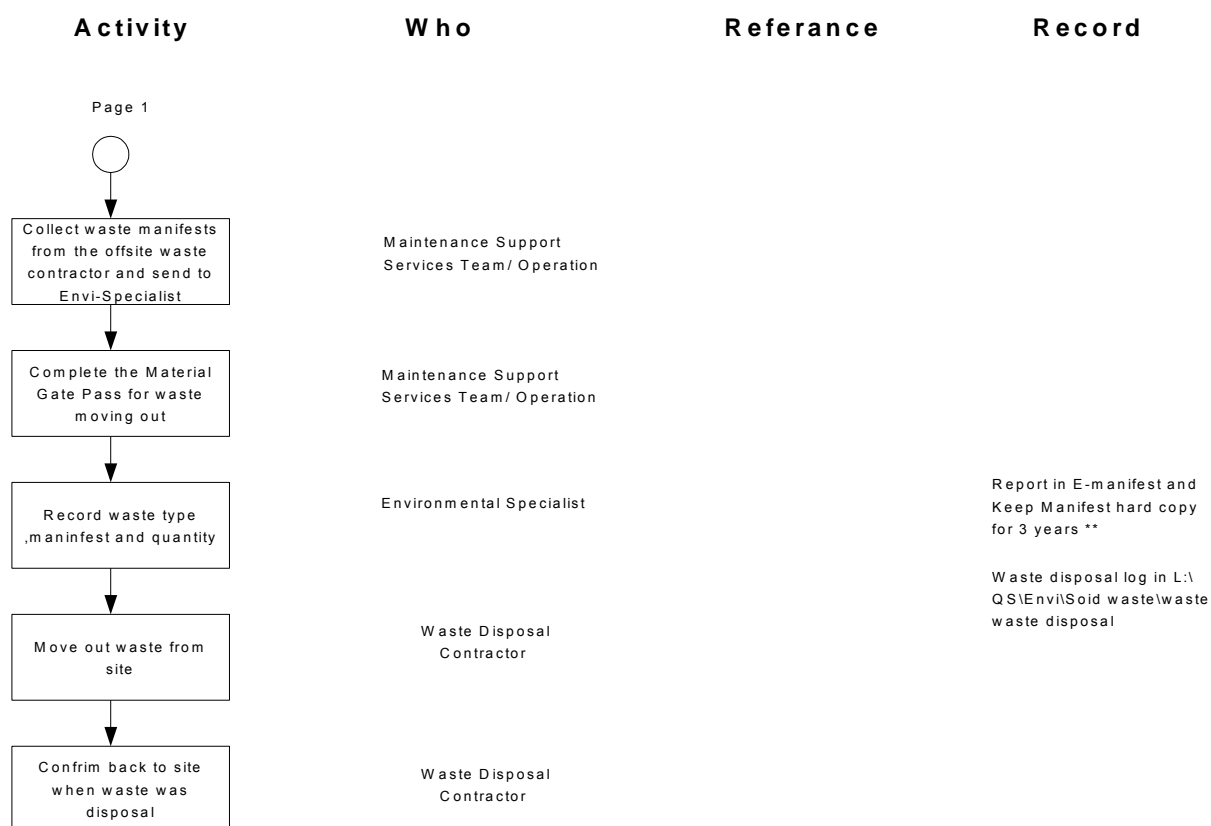 Activity Who Referance Record
Page 1
Collect waste manifests
from the offsite waste
contractor and send to
Envi-Specialist
Maintenance Support
Services Team/ Operation
Complete the Material
Gate Pass for waste
moving out
Maintenance Support
Services Team/ Operation
Record waste type
,maninfest and quantity
Environmental Specialist
Report in E-manifest and
Keep Manifest hard copy
for 3 years **
Waste disposal log in L:\
QS\Envi\Soid waste\waste
waste disposal
Move out waste from
site
Waste Disposal
Contractor
Confrim back to site
when waste was
disposal
Waste Disposal
Contractor